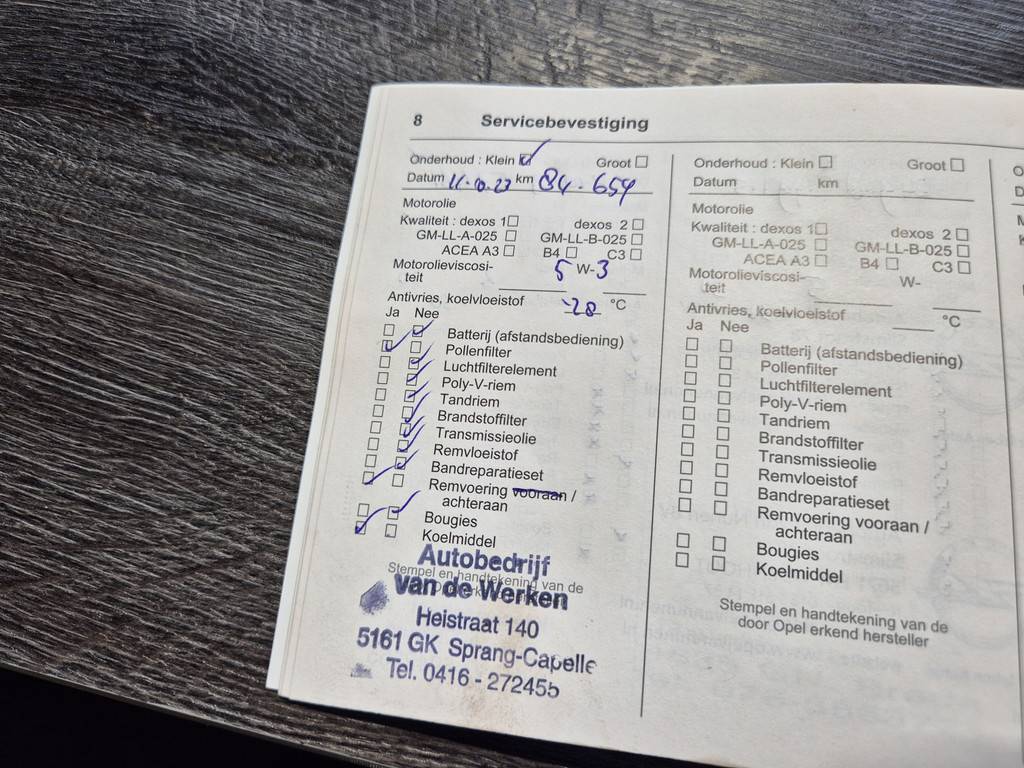 8 Servicebevestiging
Onderhoud : Klein Groot
Datum 11.10.23 km 84.654
Motorolie
Kwaliteit : dexos 1 dexos 2
GM-LL-A-025 GM-LL-B-025
ACEA A3 B4 C3
Motorolieviscosi-
teit 5 W-3
Antivries, koelvloeistof -28 °C
Ja Nee
Batterij (afstandsbediening)
Pollenfilter
Luchtfilterelement
Poly-V-riem
Tandriem
Brandstoffilter
Transmissieolie
Remvloeistof
Bandreparatieset
Remvoering vooraan /
achteraan
Bougies
Koelmiddel
Stempel en handtekening van de
Autobedrijf
van de Werken
Heistraat 140
5161 GK Sprang-Capelle
Tel. 0416 - 272455
Onderhoud : Klein Groot
Datum km
Motorolie
Kwaliteit : dexos 1 dexos 2
GM-LL-A-025 GM-LL-B-025
ACEA A3 B4 C3
Motorolieviscosi-
teit W-
Antivries, koelvloeistof °C
Ja Nee
Batterij (afstandsbediening)
Pollenfilter
Luchtfilterelement
Poly-V-riem
Tandriem
Brandstoffilter
Transmissieolie
Remvloeistof
Bandreparatieset
Remvoering vooraan /
achteraan
Bougies
Koelmiddel
Stempel en handtekening van de
door Opel erkend hersteller